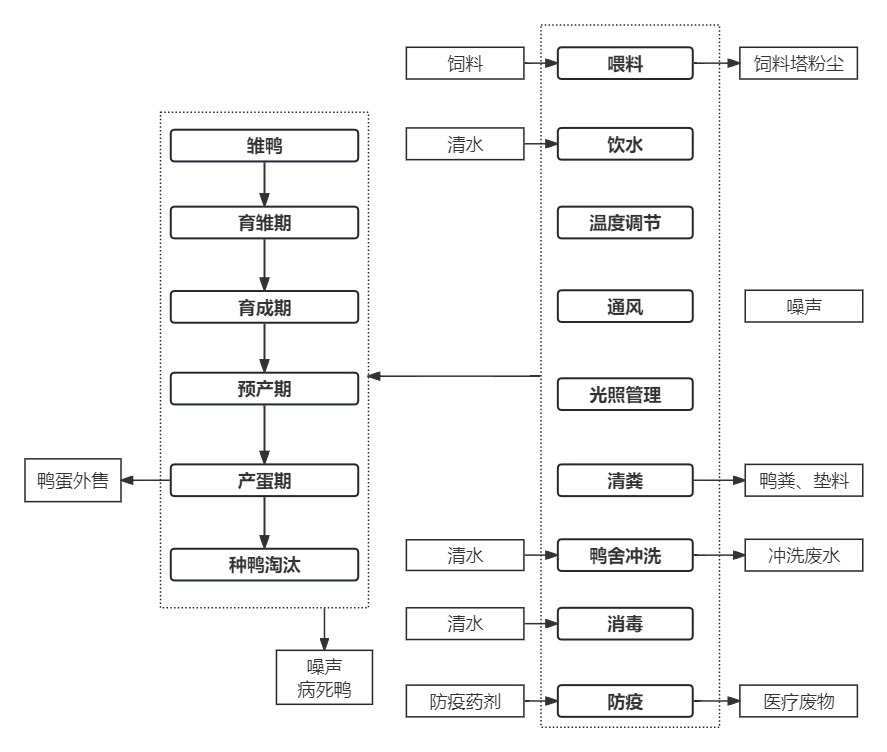 饲料
喂料
饲料塔粉尘
清水
饮水
雏鸭
育雏期
温度调节
育成期
通风
噪声
预产期
光照管理
鸭蛋外售
产蛋期
清粪
鸭粪、垫料
种鸭淘汰
清水
鸭舍冲洗
冲洗废水
清水
消毒
噪声
病死鸭
防疫药剂
防疫
医疗废物